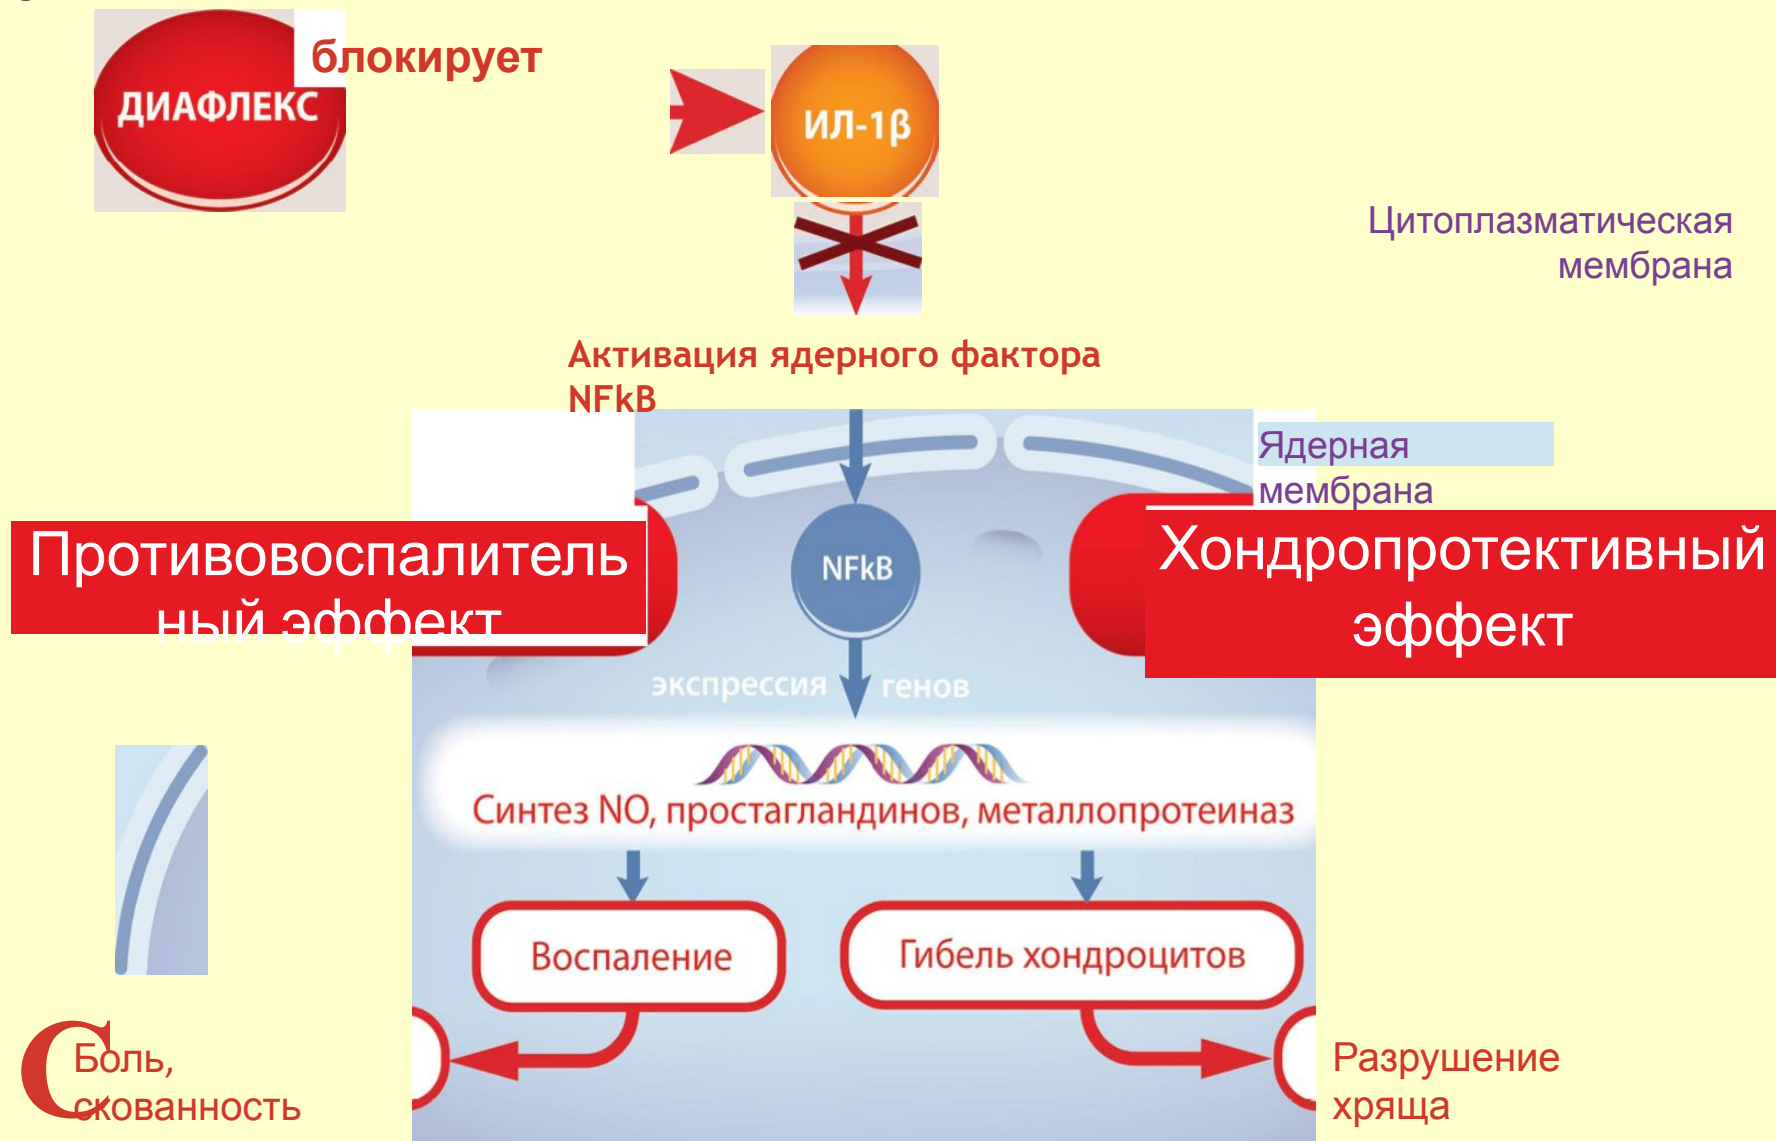 блокирует
ДИАФЛЕКС
ИЛ-1β
Цитоплазматическая
мембрана
Активация ядерного фактора
NFkB
Ядерная
мембрана
Противовоспалитель
ный эффект
NFkB
Хондропротективный
эффект
экспрессия генов
Синтез NO, простагландинов, металлопротеиназ
Воспаление
Гибель хондроцитов
С
Боль,
скованность
Разрушение
хряща